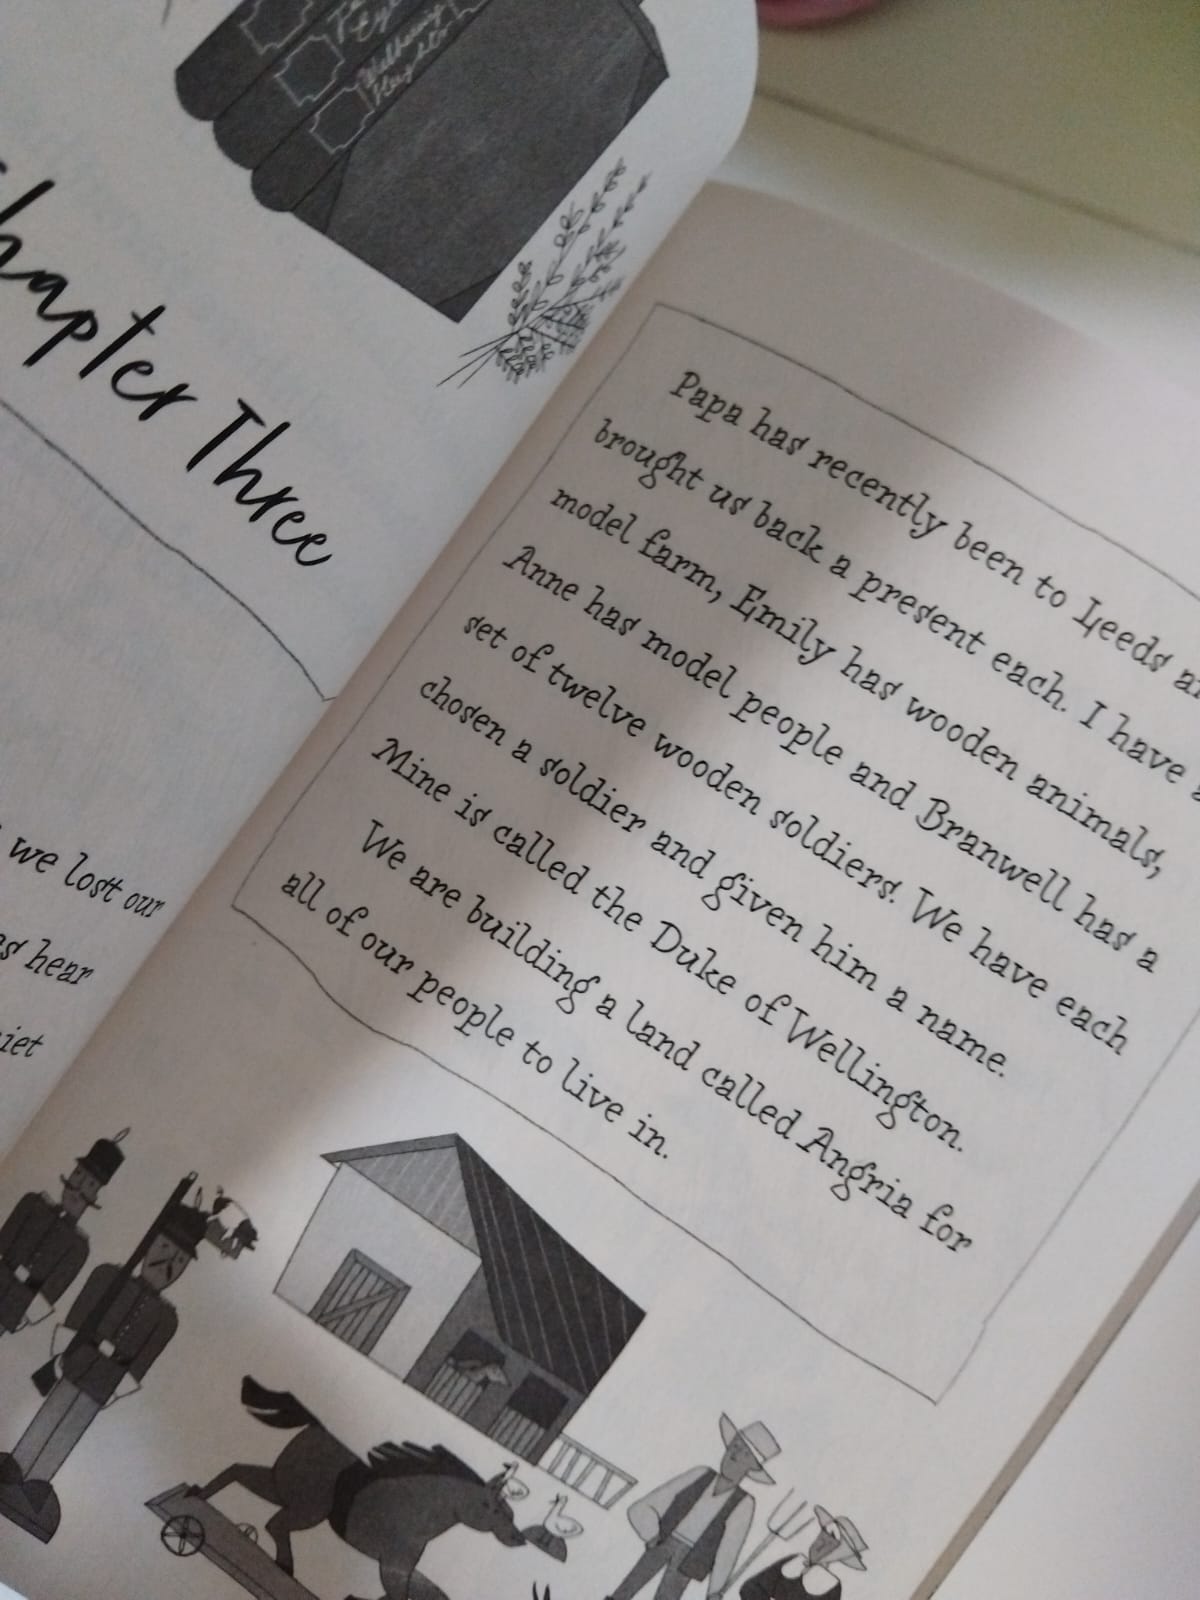 Wuthering
Heights
Chapter Three
we lost our
hear
Papa has recently been to Leeds
brought us back a present each. I have a
model farm, Emily has wooden animals,
Anne has model people and Branwell has a
set of twelve wooden soldiers. We have each
chosen a soldier and given him a name.
Mine is called the Duke of Wellington.
We are building a land called Angria for
all of our people to live in.